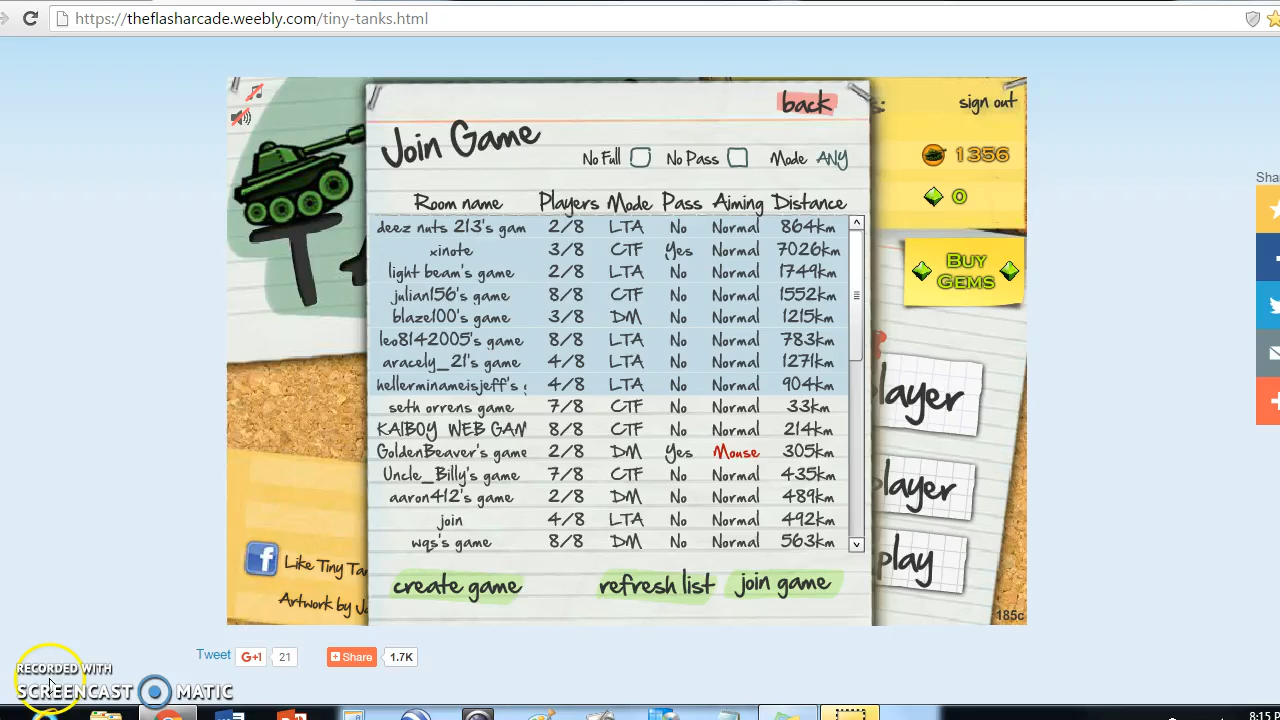 https://theflasharcade.weebly.com/tiny-tanks.html
back
sign out
Join Game
No Full No Pass Mode ANY
1356
0
Room name Players Mode Pass Aiming Distance
deez nuts 213's gam 2/8 LTA No Normal 864km
xinote 3/8 CTF Yes Normal 7026km
light beam's game 2/8 LTA No Normal 1749km
julian156's game 8/8 CTF No Normal 1552km
blaze100's game 3/8 DM No Normal 1215km
leo8142005's game 8/8 LTA No Normal 783km
aracely_21's game 4/8 LTA No Normal 1271km
hellerminameisjeff's 4/8 LTA No Normal 904km
seth orrens game 7/8 CTF No Normal 33km
KAIBOY WEB GAN 8/8 CTF No Normal 214km
GoldenBeaver's game 2/8 DM Yes Mouse 305km
Uncle_Billy's game 7/8 CTF No Normal 435km
aaron412's game 2/8 DM No Normal 489km
join 4/8 LTA No Normal 492km
wqs's game 8/8 DM No Normal 563km
Buy
Gems
Shar
layer
layer
play
Like Tiny Tan
Artwork by Jo
create game refresh list join game
185c
Tweet G+1 21 Share 1.7K
RECORDED WITH
SCREENCAST MATIC
8:15 P